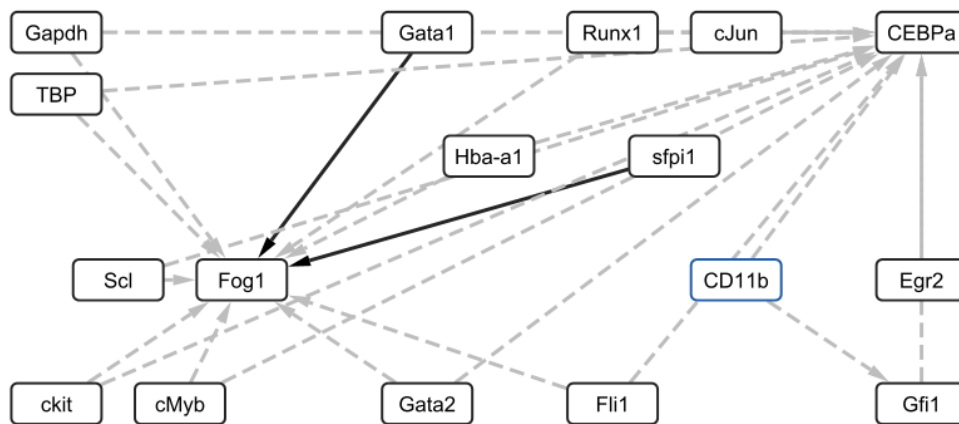 Gapdh
Gata1
Runx1
cJun
CEBPa
TBP
Hba-a1
sfpi1
Scl
Fog1
CD11b
Egr2
ckit
cMyb
Gata2
Fli1
Gfi1